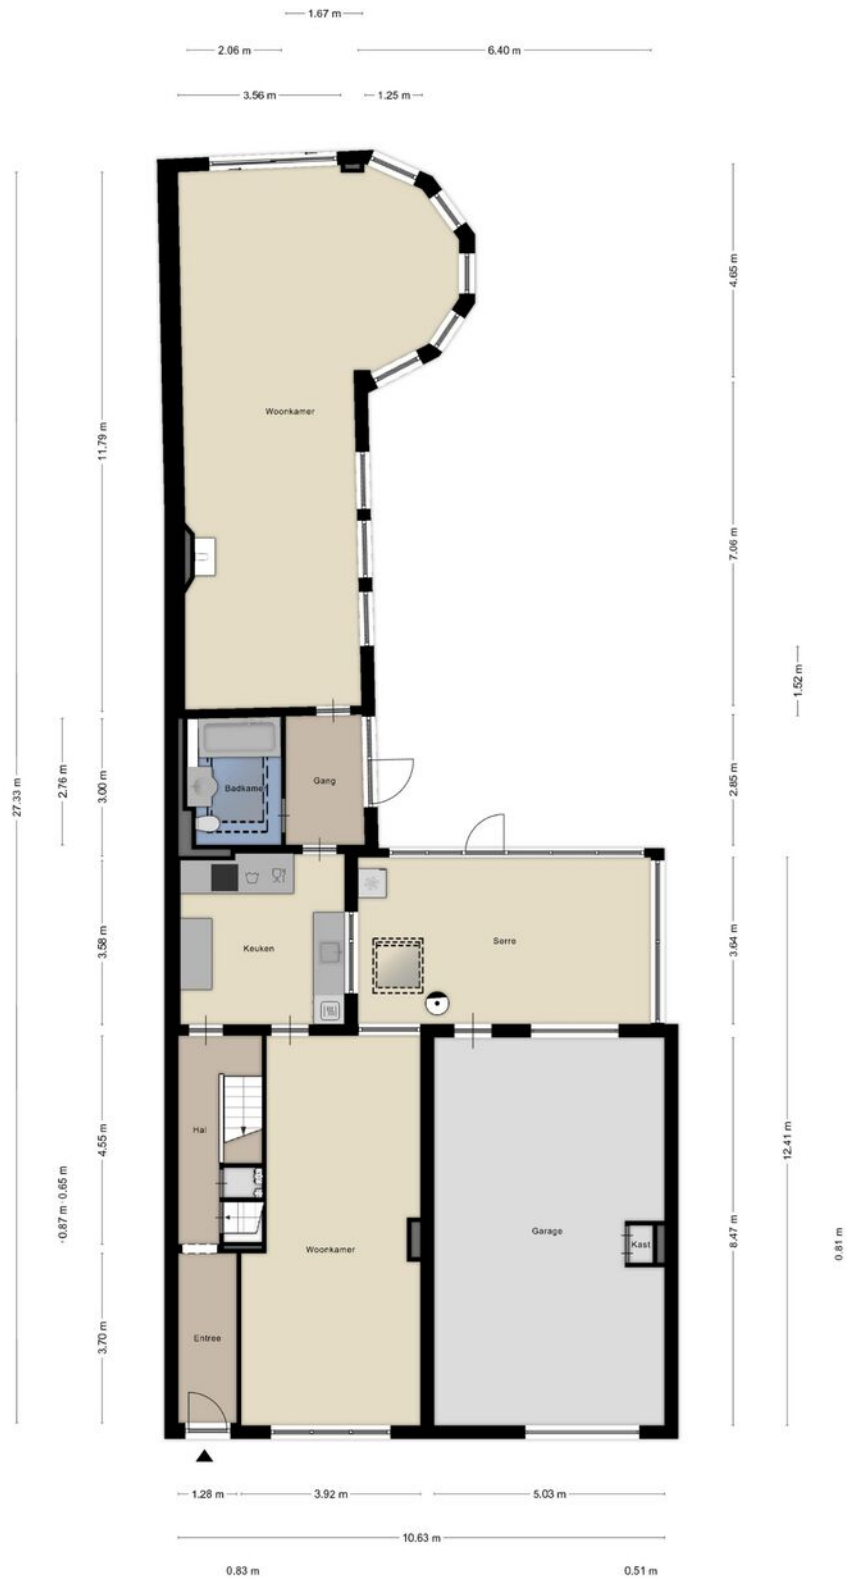 1.67 m
2.06 m
6.40 m
3.56 m
1.25 m
4.65 m
11.79 m
Woonkamer
7.06 m
1.52 m
27.33 m
2.76 m
3.00 m
Badkame
Gang
2.85 m
3.58 m
Keuken
Serre
3.64 m
4.55 m
Hal
12.41 m
0.87 m
0.65 m
Woonkamer
Garage
Kast
8.47 m
0.81 m
3.70 m
Entree
1.28 m
3.92 m
5.03 m
10.63 m
0.83 m
0.51 m